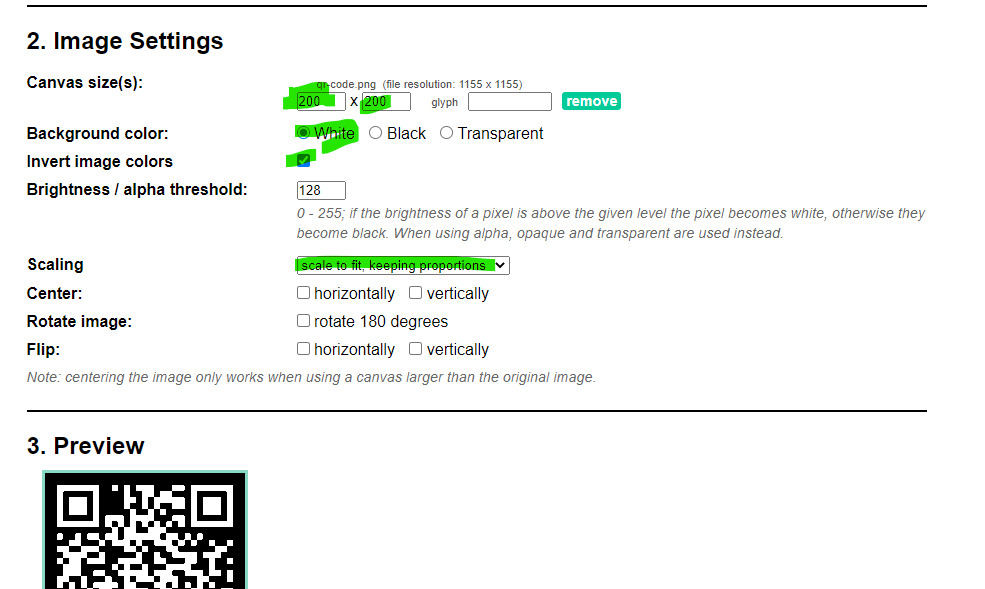 2. Image Settings
Canvas size(s):
qr-code.png (file resolution: 1155 x 1155)
200 x 200 glyph remove
Background color: White Black Transparent
Invert image colors
Brightness / alpha threshold: 128
0 - 255; if the brightness of a pixel is above the given level the pixel becomes white, otherwise they
become black. When using alpha, opaque and transparent are used instead.
Scaling scale to fit, keeping proportions
Center: horizontally vertically
Rotate image: rotate 180 degrees
Flip: horizontally vertically
Note: centering the image only works when using a canvas larger than the original image.
3. Preview